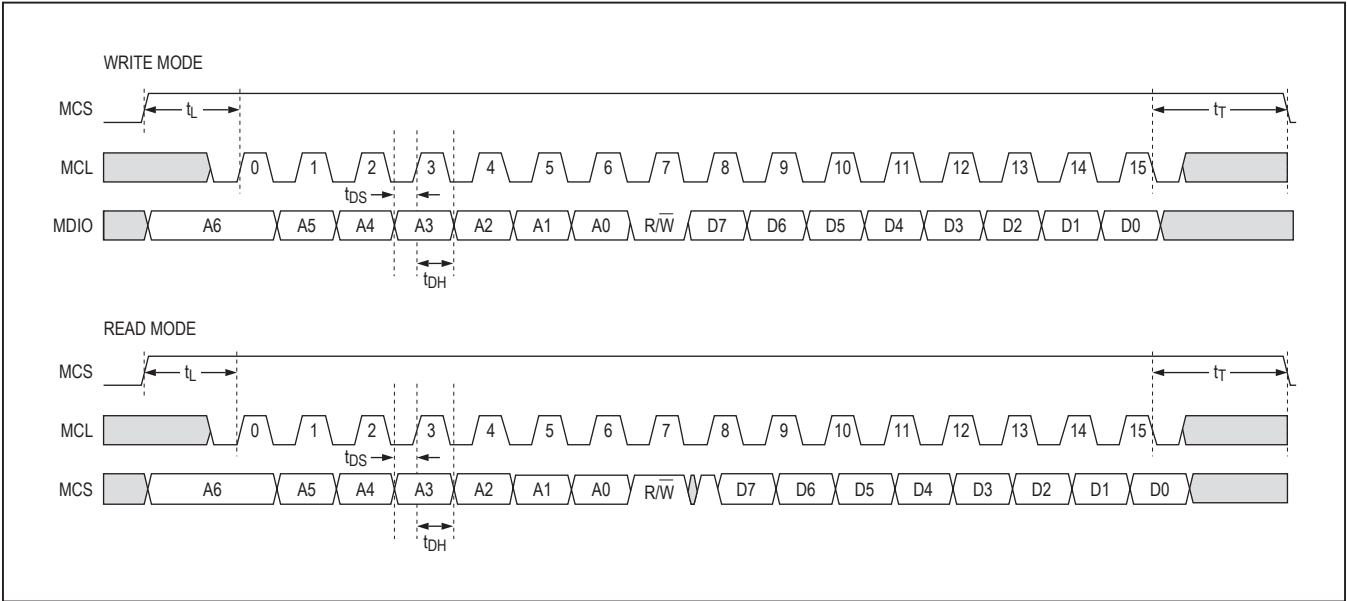 WRITE MODE
MCS tL tT
MCL 0 1 2 3 4 5 6 7 8 9 10 11 12 13 14 15
tDS
MDIO A6 A5 A4 A3 A2 A1 A0 R/W̅ D7 D6 D5 D4 D3 D2 D1 D0
tDH
READ MODE
MCS tL tT
MCL 0 1 2 3 4 5 6 7 8 9 10 11 12 13 14 15
tDS
MCS A6 A5 A4 A3 A2 A1 A0 R/W̅ D7 D6 D5 D4 D3 D2 D1 D0
tDH